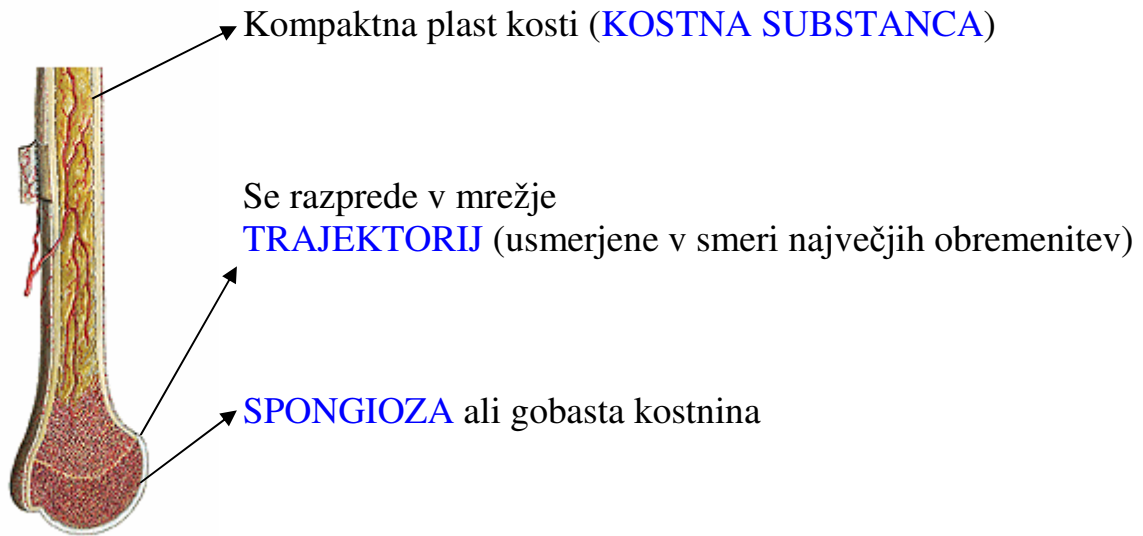 Kompaktna plast kosti (KOSTNA SUBSTANCA)
Se razprede v mrežje
TRAJEKTORIJ (usmerjene v smeri največjih obremenitev)
SPONGIOZA ali gobasta kostnina